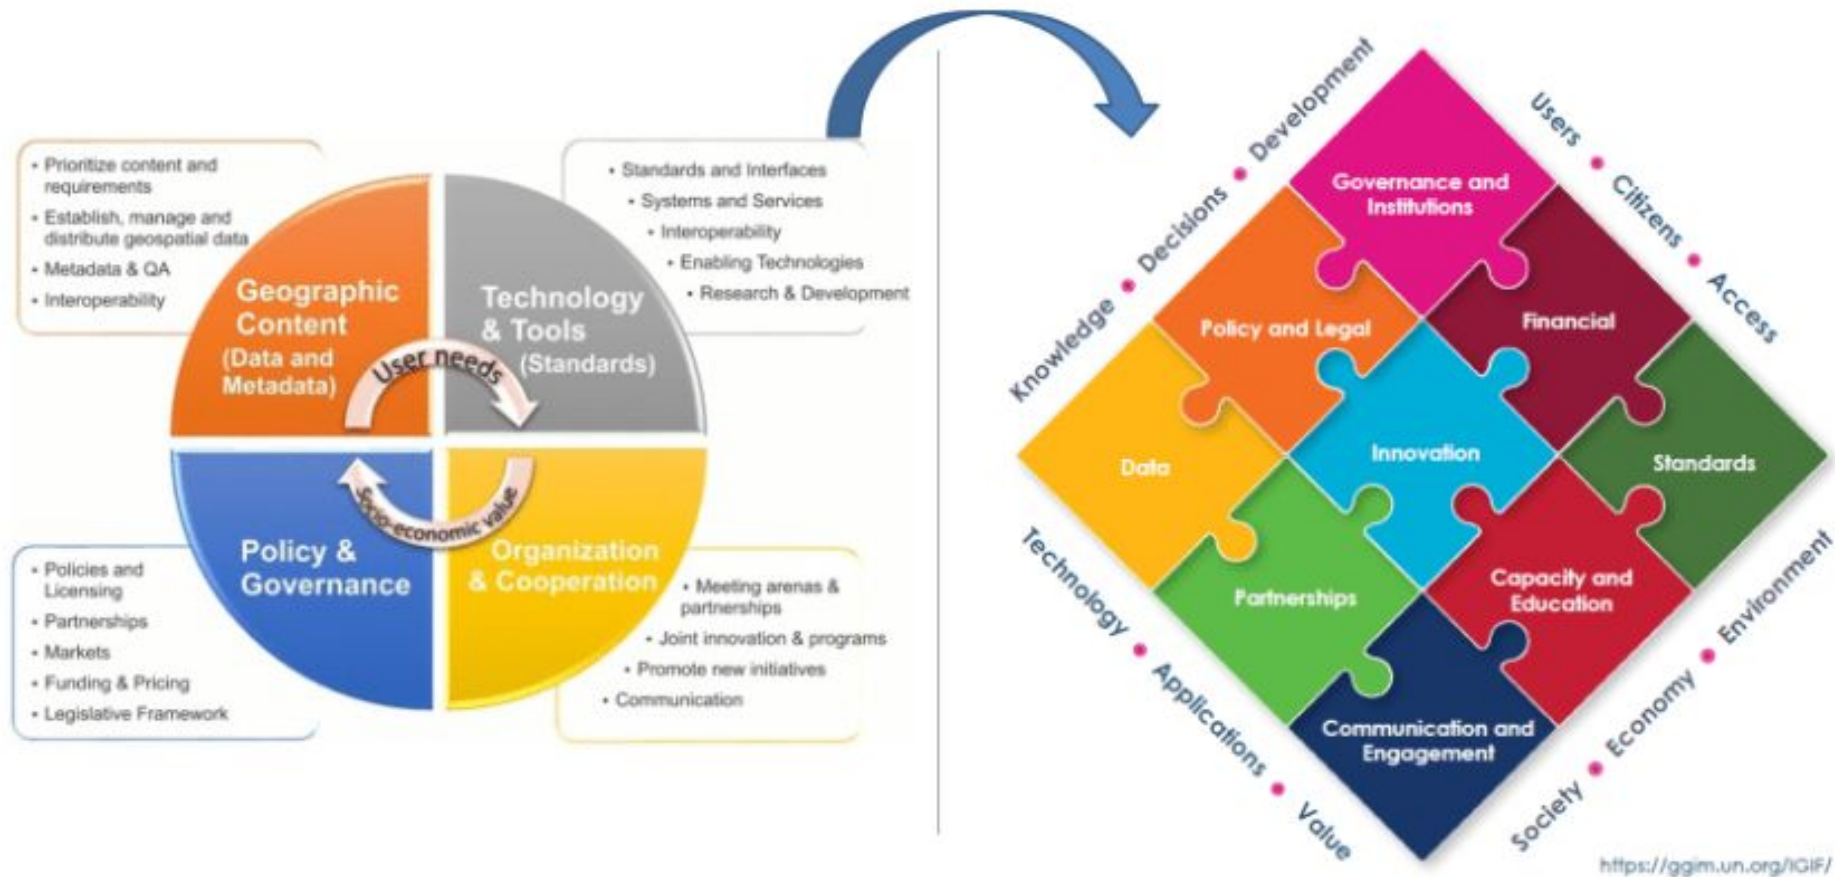 • Prioritize content and
requirements
• Establish, manage and
distribute geospatial data
• Metadata & QA
• Interoperability
• Standards and Interfaces
• Systems and Services
• Interoperability
• Enabling Technologies
• Research & Development
Geographic
Content
(Data and
Metadata)
Technology
& Tools
(Standards)
User needs
Socio-economic value
Policy &
Governance
Organization
& Cooperation
• Policies and
Licensing
• Partnerships
• Markets
• Funding & Pricing
• Legislative Framework
• Meeting arenas &
partnerships
• Joint innovation & programs
• Promote new initiatives
• Communication
Knowledge • Decisions • Development
Users • Citizens • Access
Governance and
Institutions
Policy and Legal
Financial
Data
Innovation
Standards
Partnerships
Capacity and
Education
Communication and
Engagement
Technology • Applications • Value
Society • Economy • Environment
https://ggim.un.org/IGIF/